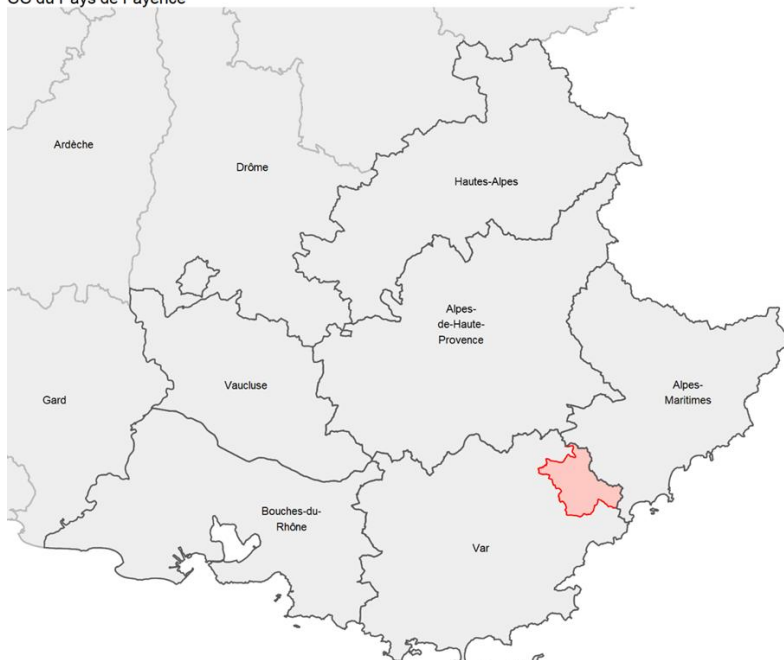 CC du Pays de Fayence
Ardèche
Drôme
Hautes-Alpes
Alpes-
de-Haute-
Provence
Alpes-
Maritimes
Gard
Vaucluse
Bouches-du-
Rhône
Var